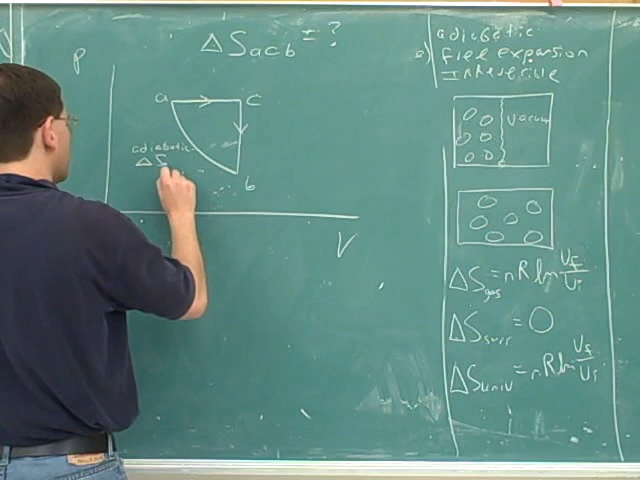 ΔS_acb = ?
P
a
c
adiabatic
ΔS
b
V
adiabatic
e) free expansion
Irreversible
Vacuum
ΔS_gas = nR ln V_f/V_i
ΔS_surr = 0
ΔS_univ = nR ln V_f/V_i